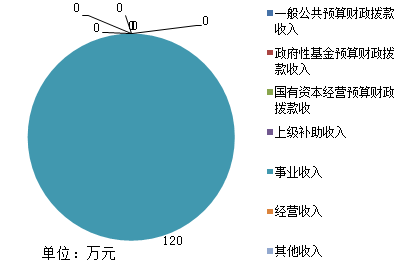 0
0
0
0
0
0
120
单位：万元
一般公共预算财政拨款
收入
政府性基金预算财政拨
款收入
国有资本经营预算财政
拨款收
上级补助收入
事业收入
经营收入
其他收入